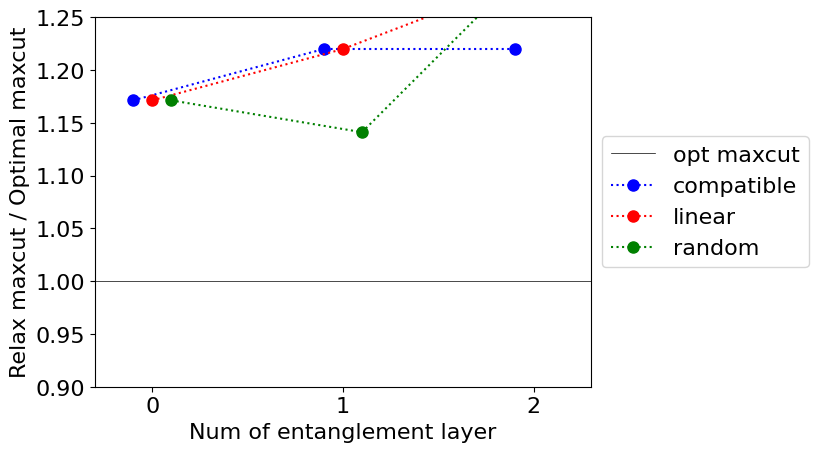 Relax maxcut / Optimal maxcut
1.25
1.20
1.15
1.10
1.05
1.00
0.95
0.90
0
1
2
Num of entanglement layer
opt maxcut
compatible
linear
random